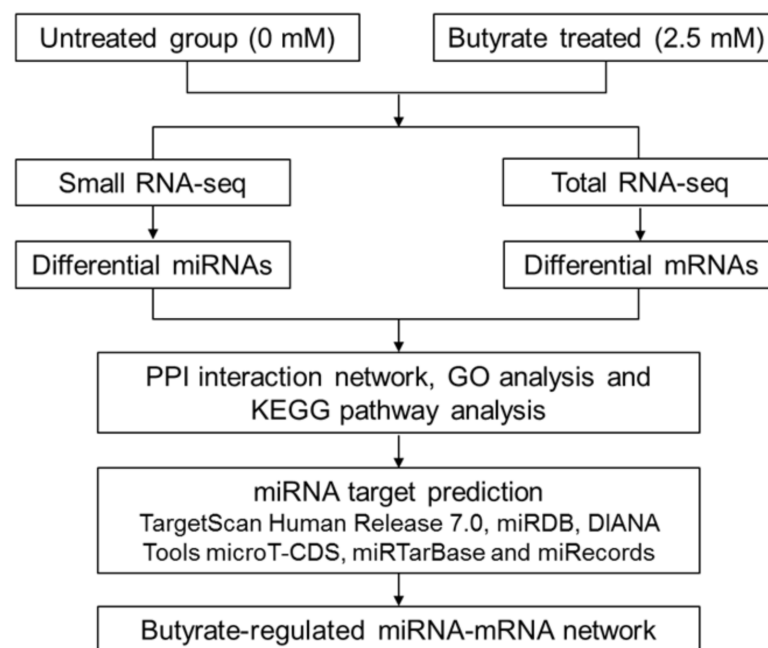 Untreated group (0 mM)
Butyrate treated (2.5 mM)
Small RNA-seq
Total RNA-seq
Differential miRNAs
Differential mRNAs
PPI interaction network, GO analysis and
KEGG pathway analysis
miRNA target prediction
TargetScan Human Release 7.0, miRDB, DIANA
Tools microT-CDS, miRTarBase and miRecords
Butyrate-regulated miRNA-mRNA network